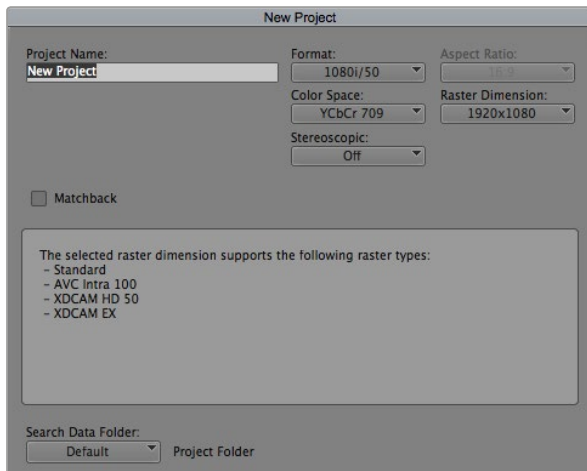 New Project
Project Name:
New Project
Format:
1080i/50
Aspect Ratio:
16:9
Color Space:
YCbCr 709
Raster Dimension:
1920x1080
Stereoscopic:
Off
Matchback
The selected raster dimension supports the following raster types:
– Standard
– AVC Intra 100
– XDCAM HD 50
– XDCAM EX
Search Data Folder:
Default
Project Folder